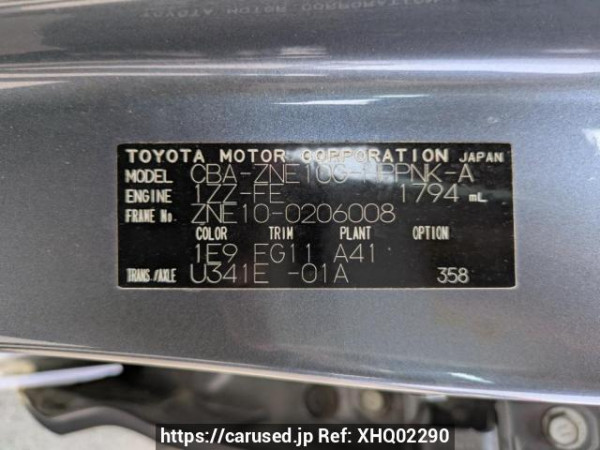 TOYOTA MOTOR CORPORATION JAPAN
MODEL CBA-ZNE10G-HPPNK-A
ENGINE 1ZZ-FE 1794 mL
FRAME No. ZNE10-0206008
COLOR TRIM PLANT OPTION
1E9 EG11 A41
TRANS./AXLE U341E -01A 358
https://carused.jp Ref: XHQ02290